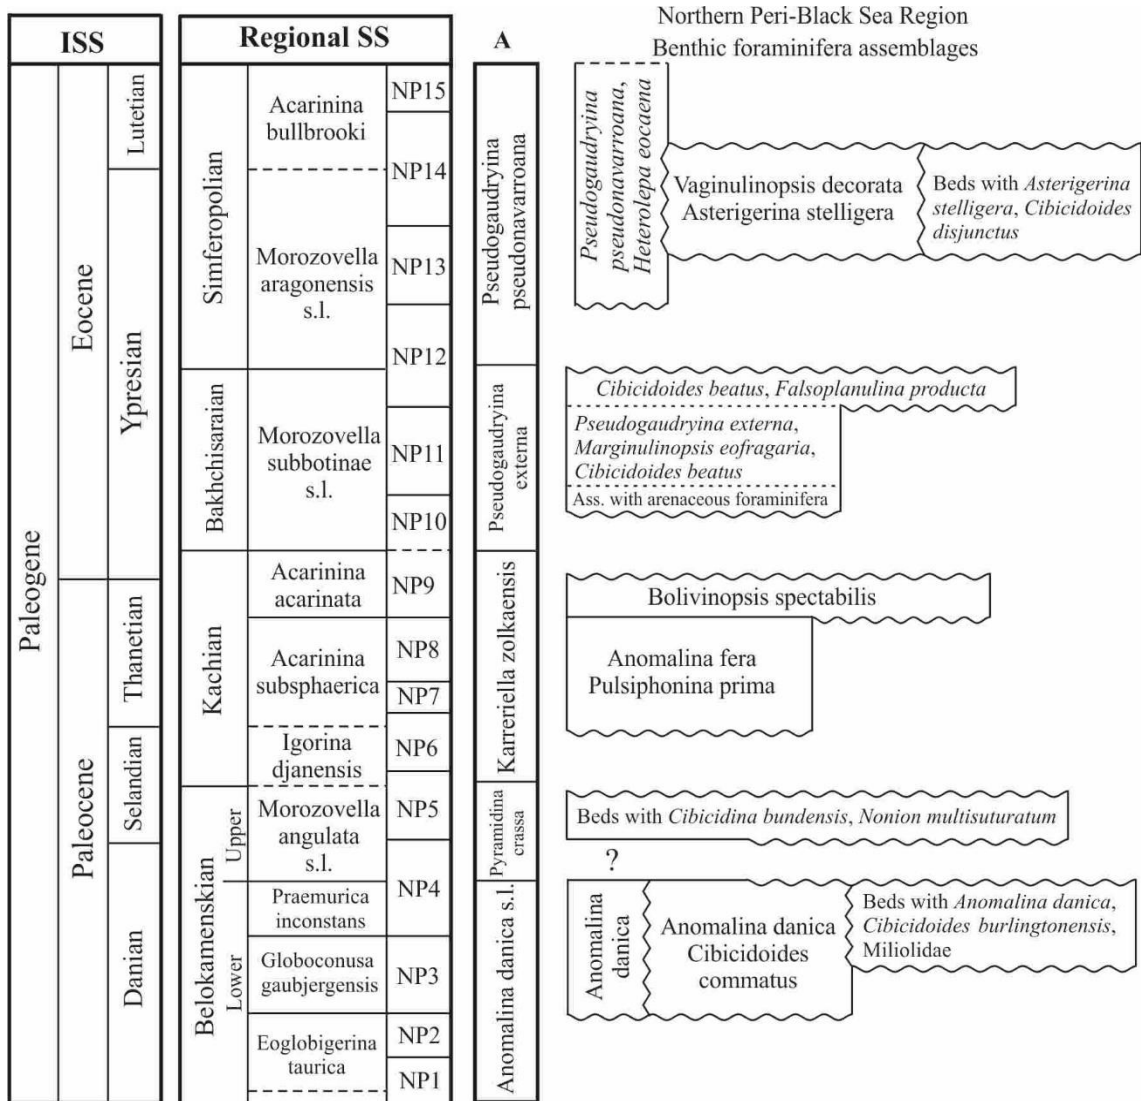 Northern Peri-Black Sea Region
Benthic foraminifera assemblages
ISS
Regional SS
A
Paleogene
Eocene
Paleocene
Lutetian
Ypresian
Thanetian
Selandian
Danian
Simferopolian
Bakhchisaraian
Kachian
Belokamenskian
Upper
Lower
Acarinina
bullbrooki
Morozovella
aragonensis
s.l.
Morozovella
subbotinae
s.l.
Acarinina
acarinata
Acarinina
subsphaerica
Igorina
djanensis
Morozovella
angulata
s.l.
Praemurica
inconstans
Globoconusa
gaubjergensis
Eoglobigerina
taurica
NP15
NP14
NP13
NP12
NP11
NP10
NP9
NP8
NP7
NP6
NP5
NP4
NP3
NP2
NP1
Pseudogaudryina
pseudonavarroana
Pseudogaudryina
externa
Karreriella zolkaensis
Pyramidina
crassa
Anomalina danica s.l.
Pseudogaudryina
pseudonavarroana,
Heterolepa eocaena
Vaginulinopsis decorata
Asterigerina stelligera
Beds with Asterigerina
stelligera, Cibicidoides
disjunctus
Cibicidoides beatus, Falsoplanulina producta
Pseudogaudryina externa,
Marginulinopsis eofragaria,
Cibicidoides beatus
Ass. with arenaceous foraminifera
Bolivinopsis spectabilis
Anomalina fera
Pulsiphonina prima
Beds with Cibicidina bundensis, Nonion multisuturatum
?
Anomalina
danica
Anomalina danica
Cibicidoides
commatus
Beds with Anomalina danica,
Cibicidoides burlingtonensis,
Miliolidae